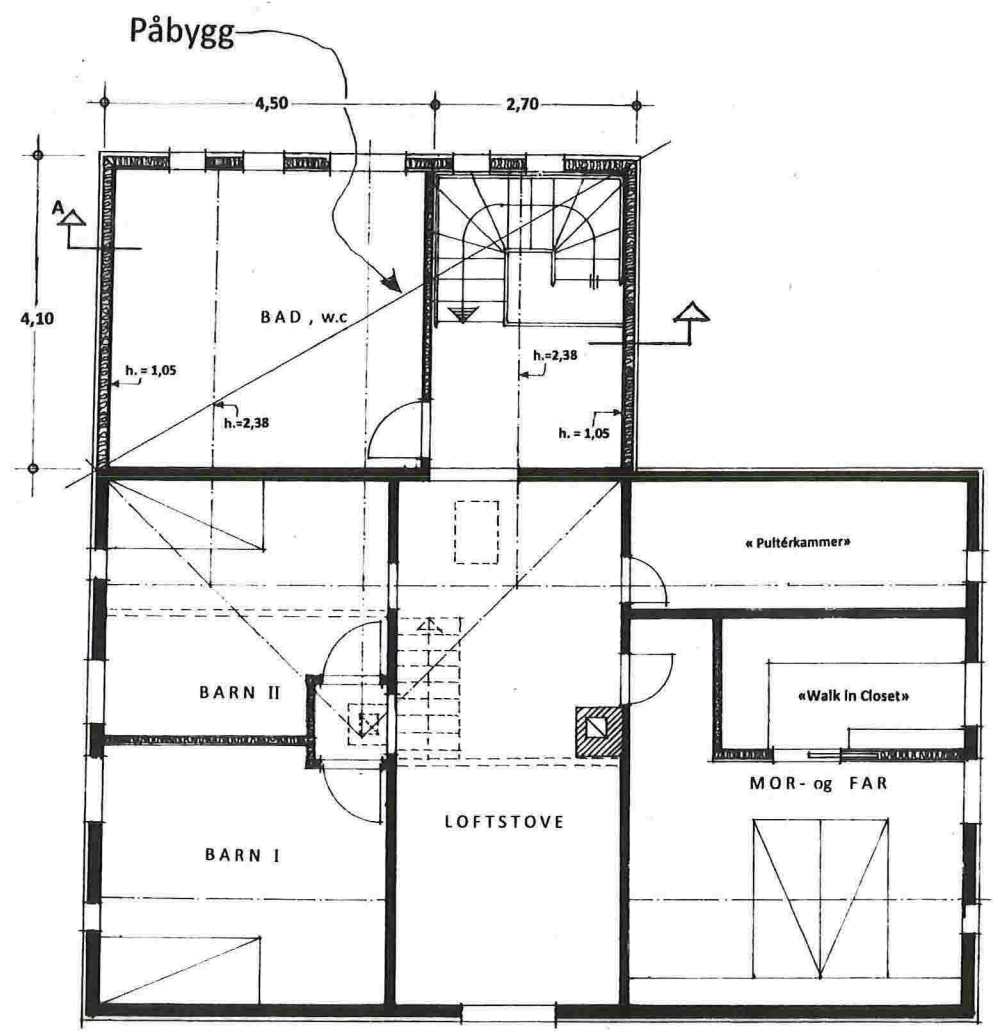 Påbygg
4,50
2,70
A
4,10
BAD, w.c
h. = 1,05
h.=2,38
h.=2,38
h. = 1,05
« Pultérkammer»
BARN II
«Walk in Closet»
MOR- og FAR
LOFTSTOVE
BARN I